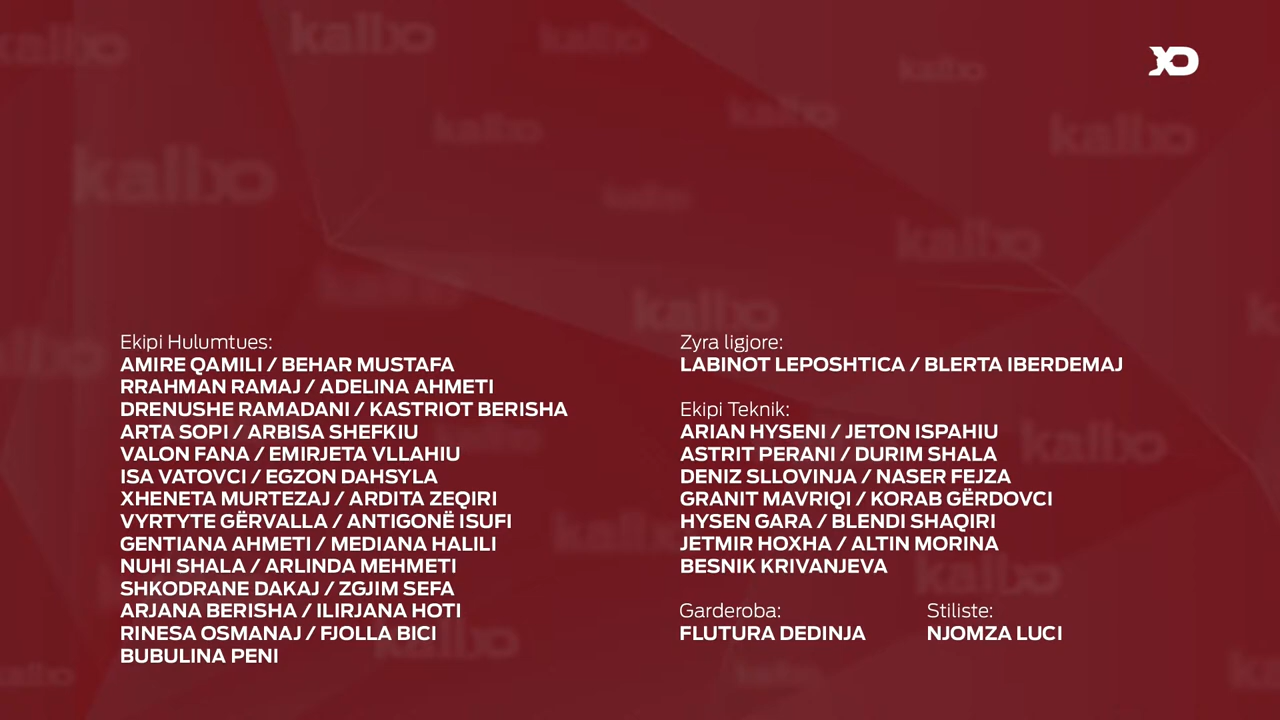 Ekipi Hulumtues:
AMIRE QAMILI / BEHAR MUSTAFA
RRAHMAN RAMAJ / ADELINA AHMETI
DRENUSHE RAMADANI / KASTRIOT BERISHA
ARTA SOPI / ARBISA SHEFKIU
VALON FANA / EMIRJETA VLLAHIU
ISA VATOVCI / EGZON DAHSYLA
XHENETA MURTEZAJ / ARDITA ZEQIRI
VYRTYTE GËRVALLA / ANTIGONË ISUFI
GENTIANA AHMETI / MEDIANA HALILI
NUHI SHALA / ARLINDA MEHMETI
SHKODRANE DAKAJ / ZGJIM SEFA
ARJANA BERISHA / ILIRJANA HOTI
RINESA OSMANAJ / FJOLLA BICI
BUBULINA PENI
Zyra ligjore:
LABINOT LEPOSHTICA / BLERTA IBERDEMAJ
Ekipi Teknik:
ARIAN HYSENI / JETON ISPAHIU
ASTRIT PERANI / DURIM SHALA
DENIZ SLLOVINJA / NASER FEJZA
GRANIT MAVRIQI / KORAB GËRDOVCI
HYSEN GARA / BLENDI SHAQIRI
JETMIR HOXHA / ALTIN MORINA
BESNIK KRIVANJEVA
Garderoba:
FLUTURA DEDINJA
Stiliste:
NJOMZA LUCI